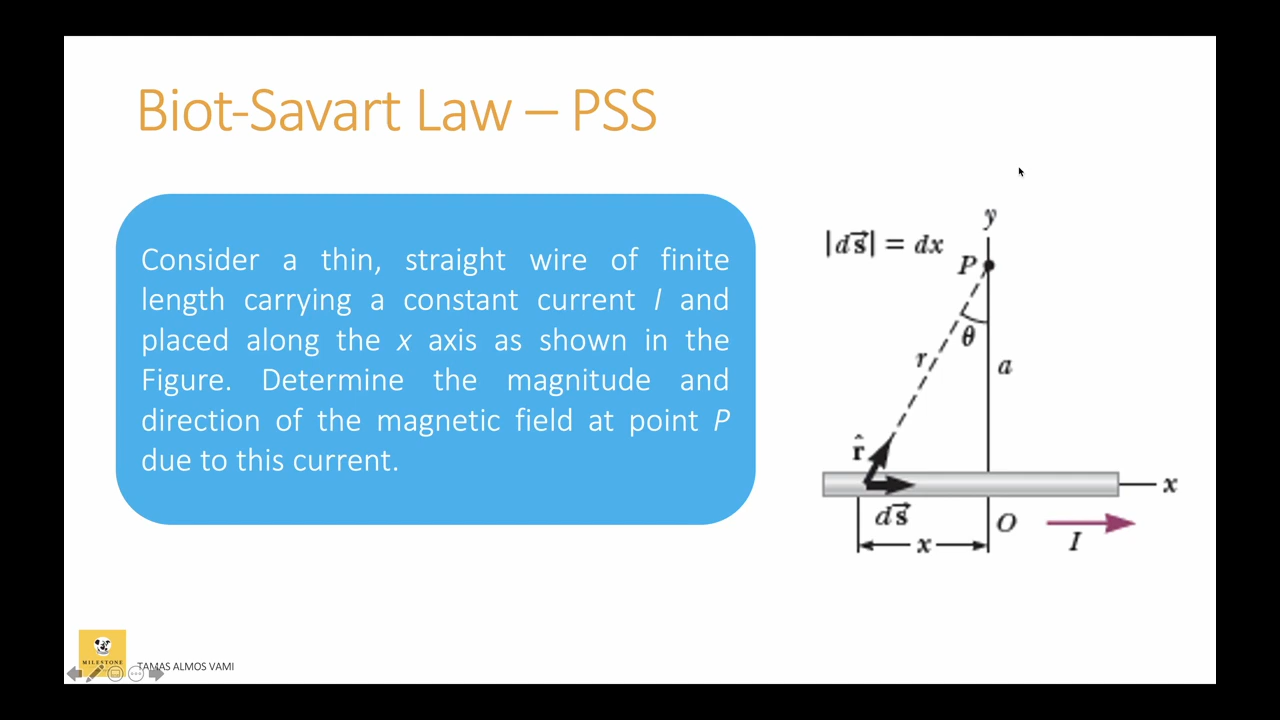 Biot-Savart Law – PSS
Consider a thin, straight wire of finite
length carrying a constant current I and
placed along the x axis as shown in the
Figure. Determine the magnitude and
direction of the magnetic field at point P
due to this current.
y
|ds⃗| = dx
P
θ
r
a
r̂
x
ds⃗
O
I
x
MILESTONE
TAMAS ALMOS VAMI